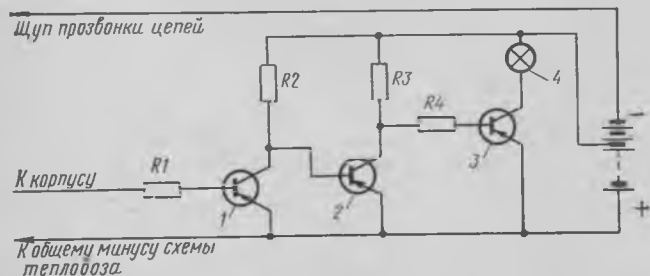 Щуп прозвонки цепей
R2
R3
R4
4
3
К корпусу
R1
1
2
К общему минусу схемы
тепловоза
-
+